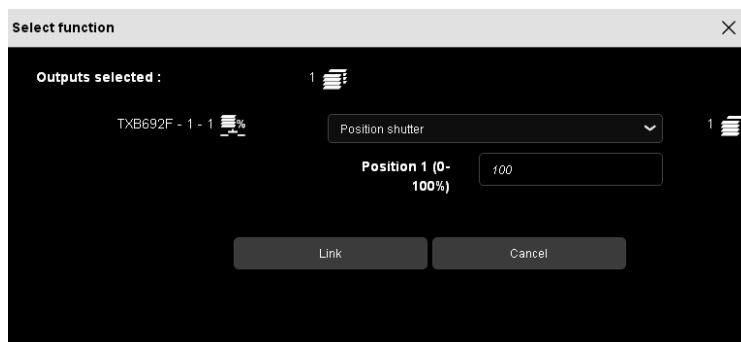 Select function
Outputs selected :
1
TXB692F - 1 - 1
%
Position shutter
1
Position 1 (0-
100%)
100
Link
Cancel